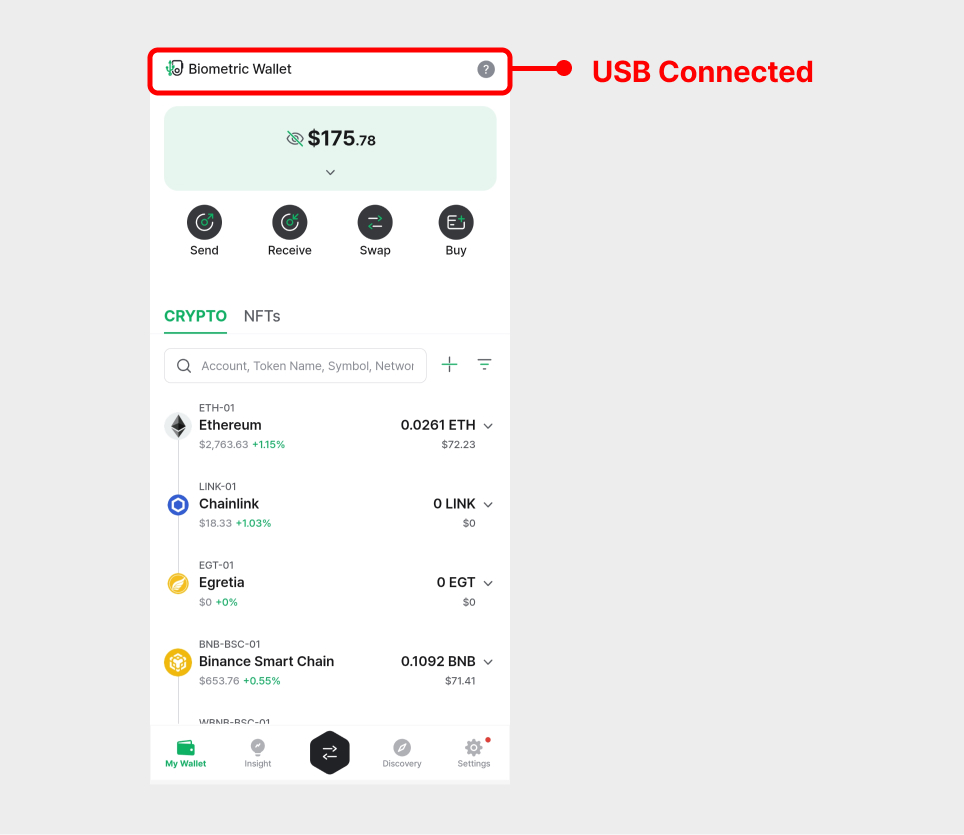 Biometric Wallet ?
USB Connected
$175.78
Send Receive Swap Buy
CRYPTO NFTs
Account, Token Name, Symbol, Networ
ETH-01
Ethereum 0.0261 ETH
$2,763.63 +1.15% $72.23
LINK-01
Chainlink 0 LINK
$18.33 +1.03% $0
EGT-01
Egretia 0 EGT
$0 +0% $0
BNB-BSC-01
Binance Smart Chain 0.1092 BNB
$653.76 +0.55% $71.41
WBNB-BSC-01
My Wallet Insight Discovery Settings